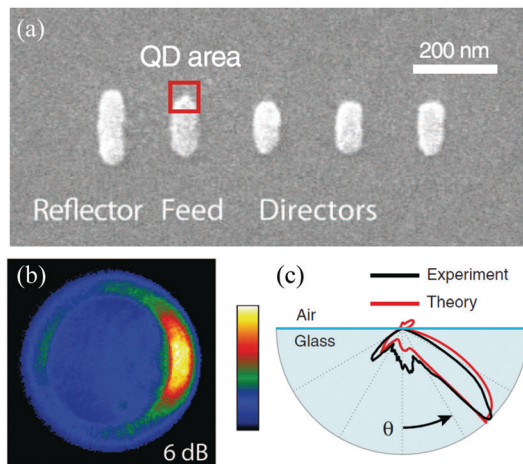 (a)
QD area
200 nm
Reflector Feed Directors
(b)
6 dB
(c)
Experiment
Theory
Air
Glass
θ